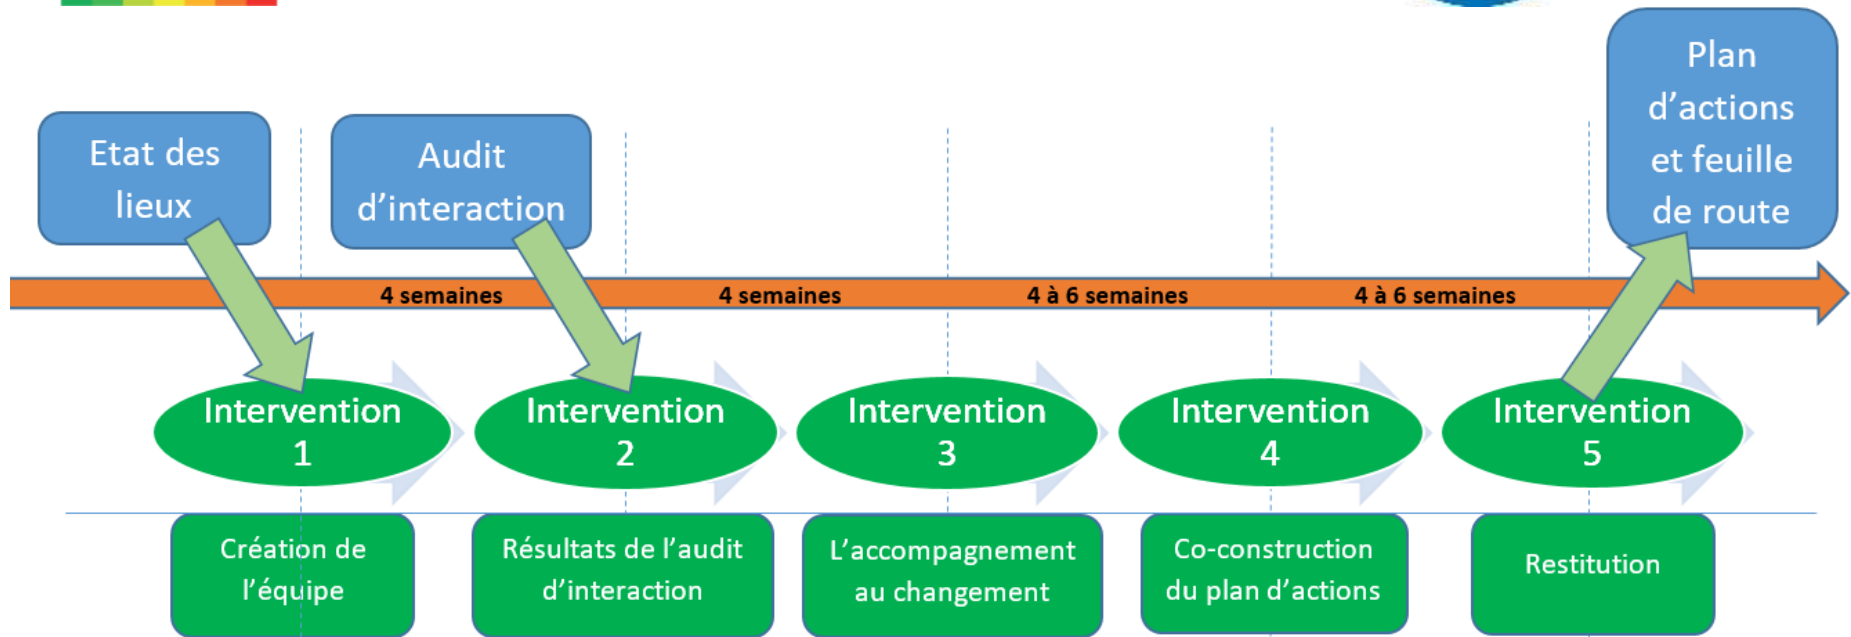 Plan
d'actions
et feuille
de route
Etat des
lieux
Audit
d'interaction
4 semaines
4 semaines
4 à 6 semaines
4 à 6 semaines
Intervention
1
Intervention
2
Intervention
3
Intervention
4
Intervention
5
Création de
l'équipe
Résultats de l'audit
d'interaction
L'accompagnement
au changement
Co-construction
du plan d'actions
Restitution